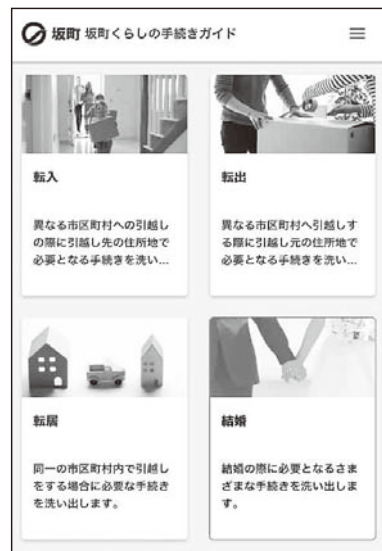 坂町 坂町くらしの手続きガイド
転入
異なる市区町村への引越し
の際に引越し先の住所地で
必要となる手続きを洗い...
転出
異なる市区町村へ引越しす
る際に引越し元の住所地で
必要となる手続きを洗い...
転居
同一の市区町村内で引越し
をする場合に必要な手続き
を洗い出します。
結婚
結婚の際に必要となるさま
ざまな手続きを洗い出しま
す。